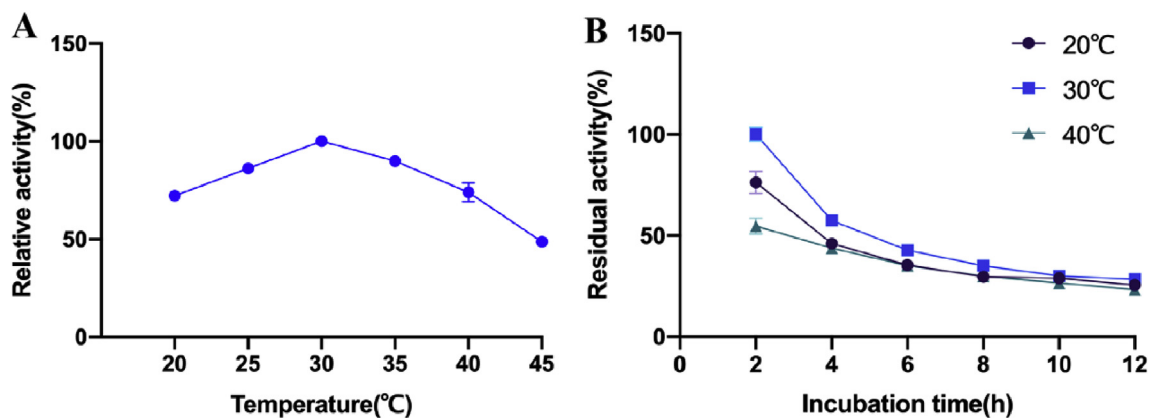 A
150
100
50
0
Relative activity(%)
20 25 30 35 40 45
Temperature(℃)
B
150
100
50
0
Residual activity(%)
0 2 4 6 8 10 12
Incubation time(h)
20℃
30℃
40℃